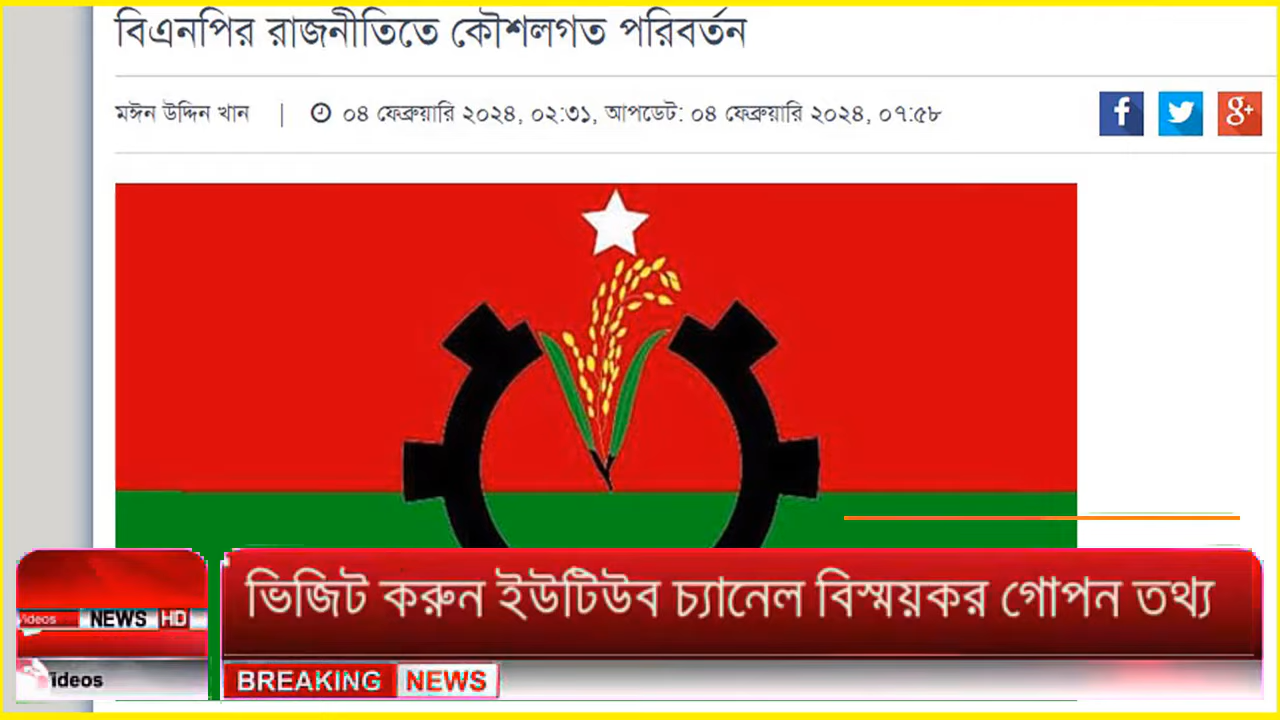 বিএনপির রাজনীতিতে কৌশলগত পরিবর্তন
মঈন উদ্দিন খান | ০৪ ফেব্রুয়ারি ২০২৪, ০২:৩১, আপডেট: ০৪ ফেব্রুয়ারি ২০২৪, ০৭:৫৮
f
g+
ভিজিট করুন ইউটিউব চ্যানেল বিস্ময়কর গোপন তথ্য
Videos NEWS HD
ideos
BREAKING NEWS